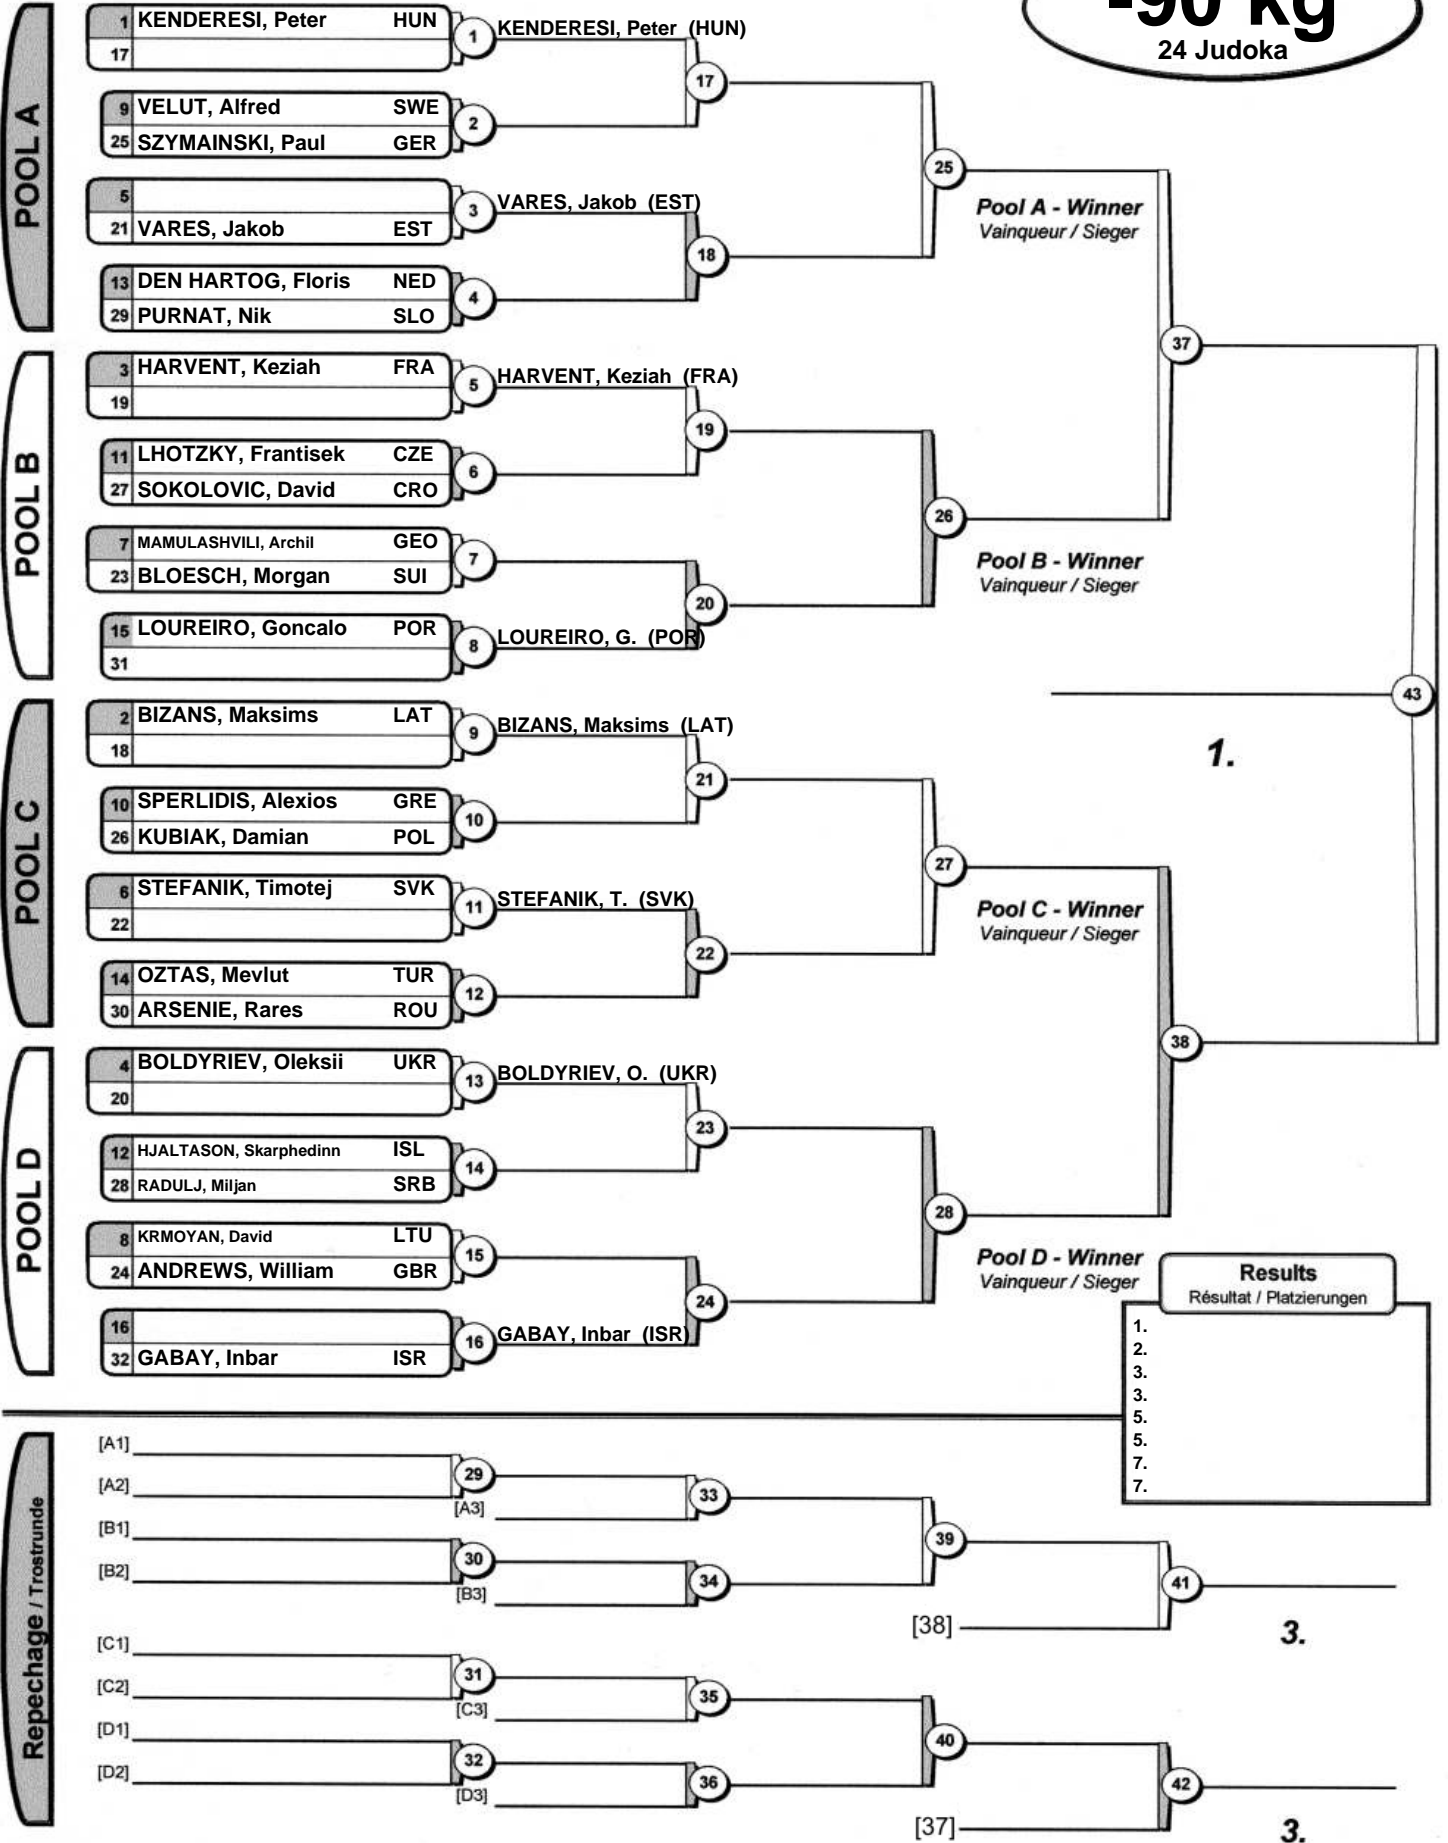 -90 kg
24 Judoka
POOL A
1 KENDERESI, Peter HUN
17
1 KENDERESI, Peter (HUN)
17
9 VELUT, Alfred SWE
25 SZYMAINSKI, Paul GER
2
25
5
21 VARES, Jakob EST
3 VARES, Jakob (EST)
18
Pool A - Winner
Vainqueur / Sieger
13 DEN HARTOG, Floris NED
29 PURNAT, Nik SLO
4
37
POOL B
3 HARVENT, Keziah FRA
19
5 HARVENT, Keziah (FRA)
19
11 LHOTZKY, Frantisek CZE
27 SOKOLOVIC, David CRO
6
26
7 MAMULASHVILI, Archil GEO
23 BLOESCH, Morgan SUI
7
20
Pool B - Winner
Vainqueur / Sieger
15 LOUREIRO, Goncalo POR
31
8 LOUREIRO, G. (POR)
43
1.
POOL C
2 BIZANS, Maksims LAT
18
9 BIZANS, Maksims (LAT)
21
10 SPERLIDIS, Alexios GRE
26 KUBIAK, Damian POL
10
27
6 STEFANIK, Timotej SVK
22
11 STEFANIK, T. (SVK)
22
Pool C - Winner
Vainqueur / Sieger
14 OZTAS, Mevlut TUR
30 ARSENIE, Rares ROU
12
38
POOL D
4 BOLDYRIEV, Oleksii UKR
20
13 BOLDYRIEV, O. (UKR)
23
12 HJALTASON, Skarphedinn ISL
28 RADULJ, Miljan SRB
14
28
8 KRMOYAN, David LTU
24 ANDREWS, William GBR
15
24
Pool D - Winner
Vainqueur / Sieger
16
32 GABAY, Inbar ISR
16 GABAY, Inbar (ISR)
Results
Résultat / Platzierungen
1.
2.
3.
3.
5.
5.
7.
7.
Repechage / Trostrunde
[A1]
[A2]
29
[A3]
33
[B1]
[B2]
30
[B3]
34
39
[38]
41
3.
[C1]
[C2]
31
[C3]
35
[D1]
[D2]
32
[D3]
36
40
[37]
42
3.